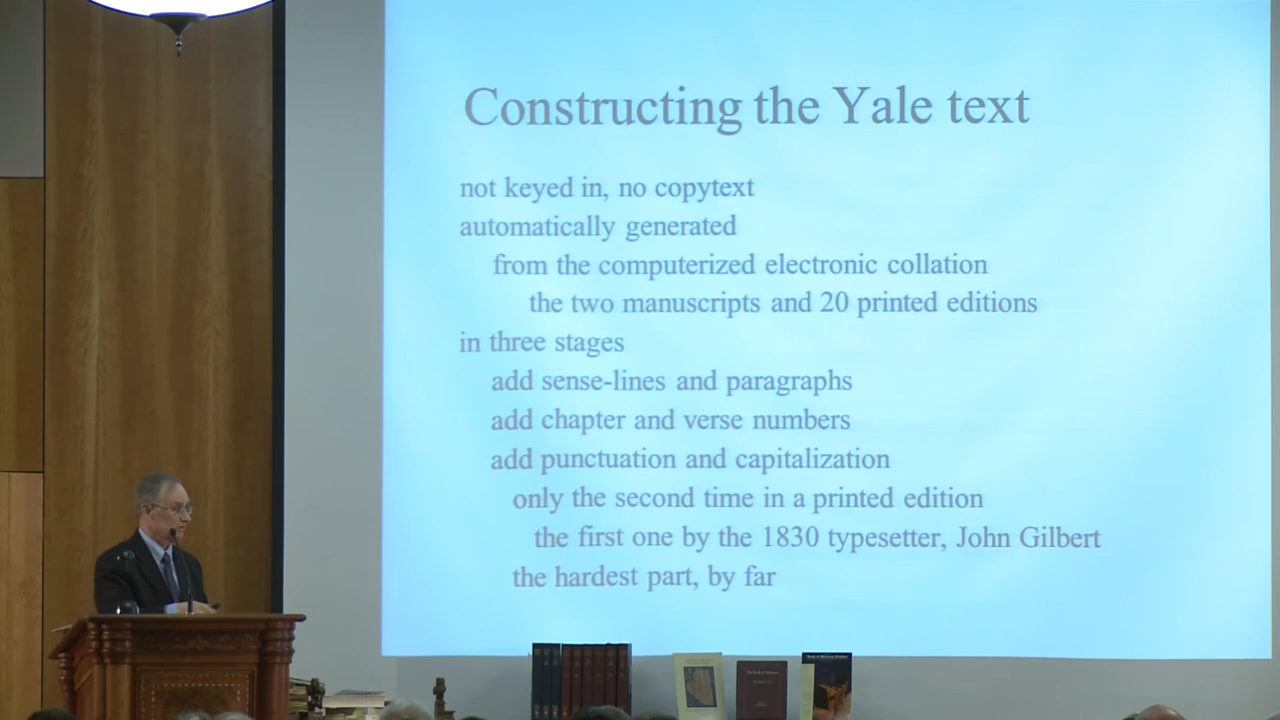 Constructing the Yale text
not keyed in, no copytext
automatically generated
from the computerized electronic collation
the two manuscripts and 20 printed editions
in three stages
add sense-lines and paragraphs
add chapter and verse numbers
add punctuation and capitalization
only the second time in a printed edition
the first one by the 1830 typesetter, John Gilbert
the hardest part, by far